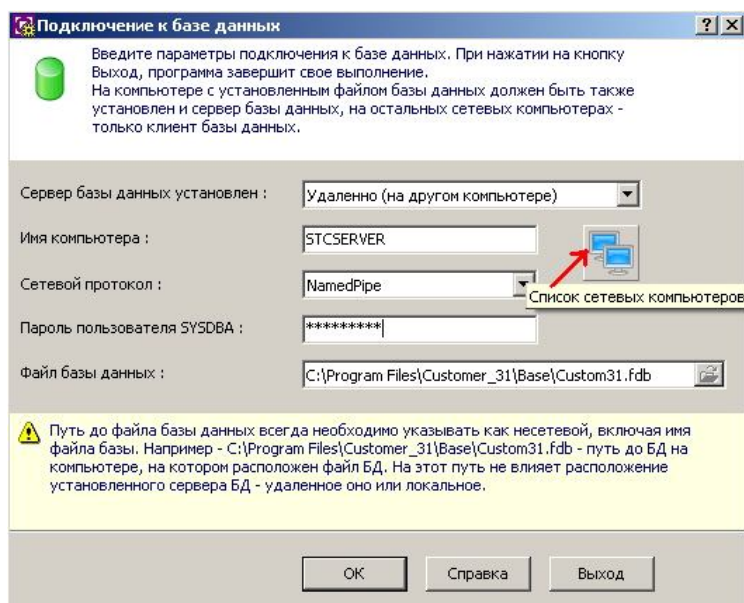 Подключение к базе данных
Введите параметры подключения к базе данных. При нажатии на кнопку
Выход, программа завершит свое выполнение.
На компьютере с установленным файлом базы данных должен быть также
установлен и сервер базы данных, на остальных сетевых компьютерах -
только клиент базы данных.
Сервер базы данных установлен : Удаленно (на другом компьютере)
Имя компьютера : STCSERVER
Сетевой протокол : NamedPipe
Список сетевых компьютеров
Пароль пользователя SYSDBA : *********
Файл базы данных : C:\Program Files\Customer_31\Base\Custom31.fdb
Путь до файла базы данных всегда необходимо указывать как несетевой, включая имя
файла базы. Например - C:\Program Files\Customer_31\Base\Custom31.fdb - путь до БД на
компьютере, на котором расположен файл БД. На этот путь не влияет расположение
установленного сервера БД - удаленное оно или локальное.
OK Справка Выход